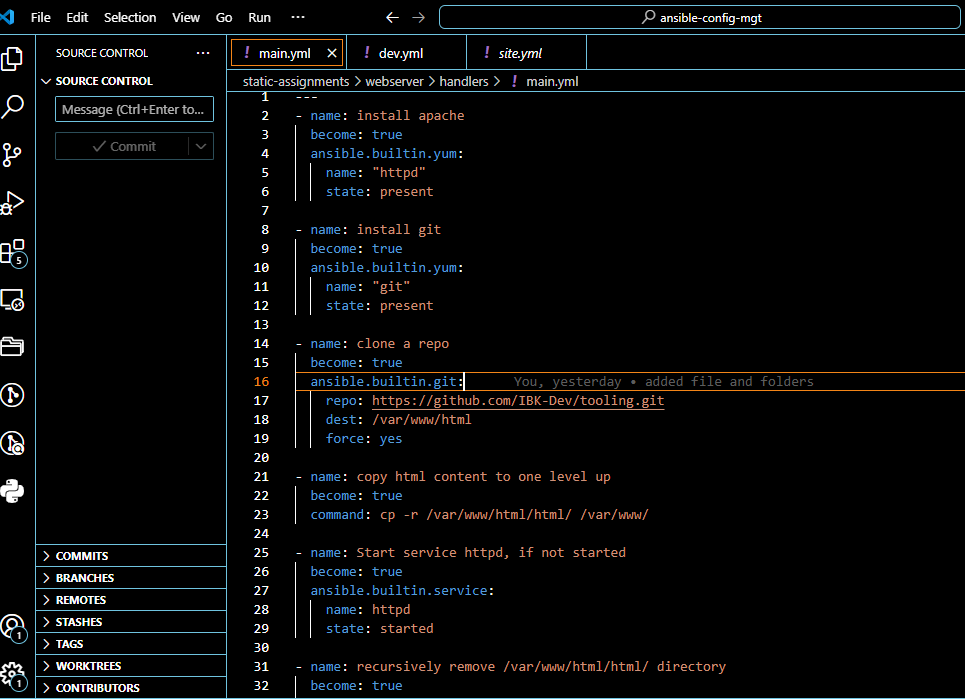 File Edit Selection View Go Run ···
ansible-config-mgt
SOURCE CONTROL ···
SOURCE CONTROL
Message (Ctrl+Enter to...
Commit
5
1
1
COMMITS
BRANCHES
REMOTES
STASHES
TAGS
WORKTREES
CONTRIBUTORS
! main.yml ! dev.yml ! site.yml
static-assignments > webserver > handlers > ! main.yml
1 ---
2 - name: install apache
3 become: true
4 ansible.builtin.yum:
5 name: "httpd"
6 state: present
7
8 - name: install git
9 become: true
10 ansible.builtin.yum:
11 name: "git"
12 state: present
13
14 - name: clone a repo
15 become: true
16 ansible.builtin.git: You, yesterday • added file and folders
17 repo: https://github.com/IBK-Dev/tooling.git
18 dest: /var/www/html
19 force: yes
20
21 - name: copy html content to one level up
22 become: true
23 command: cp -r /var/www/html/html/ /var/www/
24
25 - name: Start service httpd, if not started
26 become: true
27 ansible.builtin.service:
28 name: httpd
29 state: started
30
31 - name: recursively remove /var/www/html/html/ directory
32 become: true